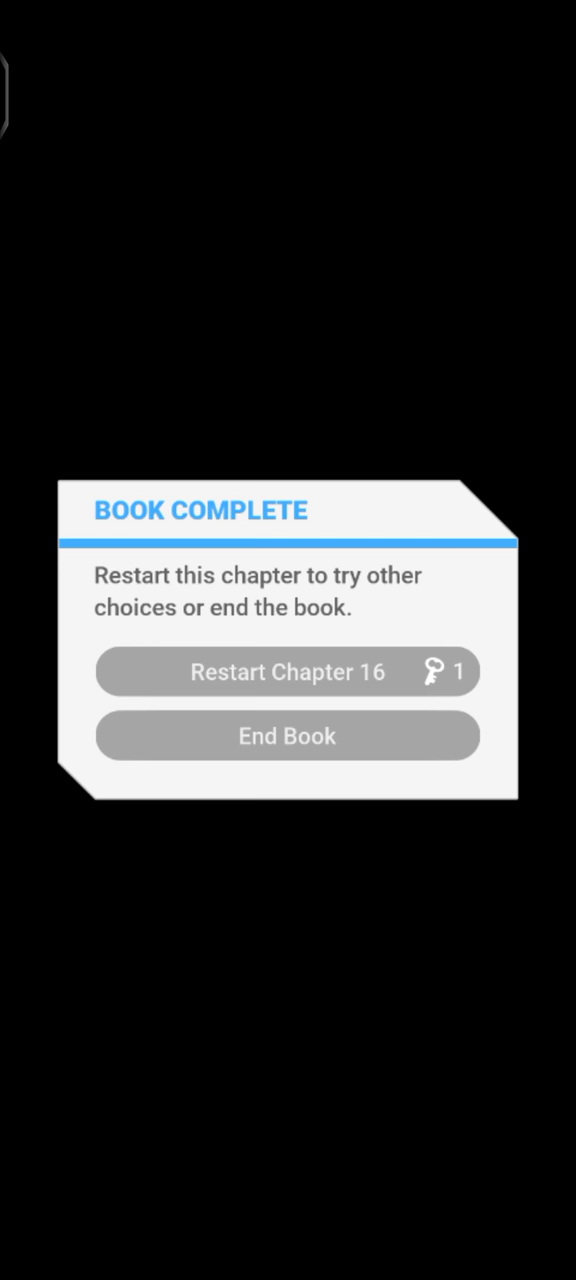 BOOK COMPLETE
Restart this chapter to try other
choices or end the book.
Restart Chapter 16 1
End Book